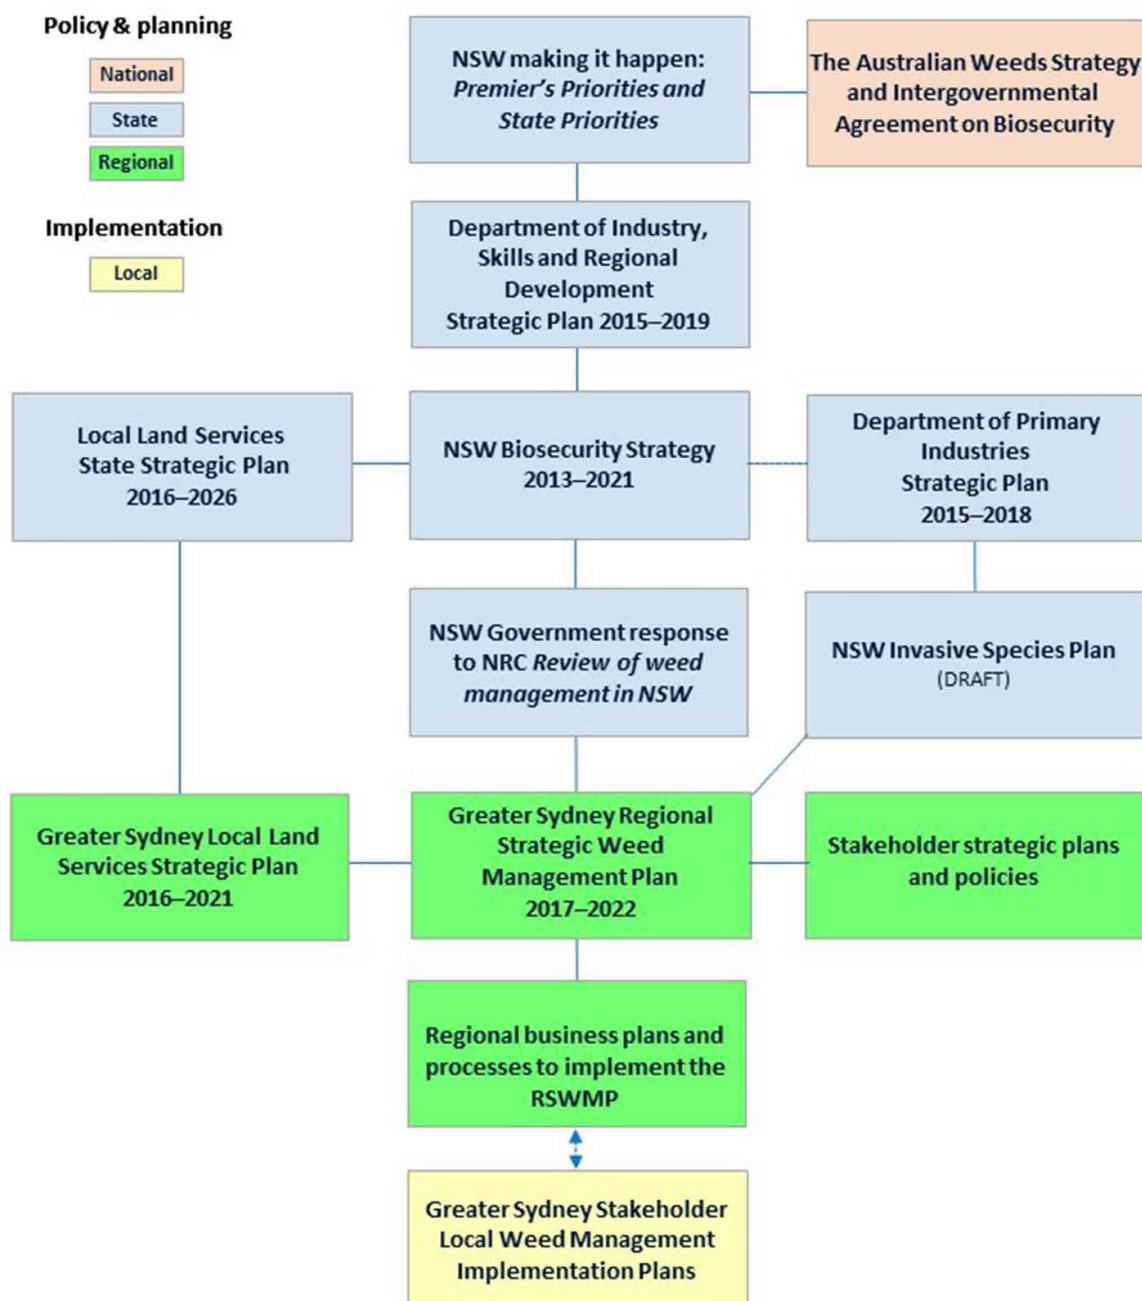 Policy & planning
National
State
Regional
Implementation
Local
NSW making it happen:
Premier's Priorities and
State Priorities
The Australian Weeds Strategy
and Intergovernmental
Agreement on Biosecurity
Department of Industry,
Skills and Regional
Development
Strategic Plan 2015–2019
Local Land Services
State Strategic Plan
2016–2026
NSW Biosecurity Strategy
2013–2021
Department of Primary
Industries
Strategic Plan
2015–2018
NSW Government response
to NRC Review of weed
management in NSW
NSW Invasive Species Plan
(DRAFT)
Greater Sydney Local Land
Services Strategic Plan
2016–2021
Greater Sydney Regional
Strategic Weed
Management Plan
2017–2022
Stakeholder strategic plans
and policies
Regional business plans and
processes to implement the
RSWMP
Greater Sydney Stakeholder
Local Weed Management
Implementation Plans